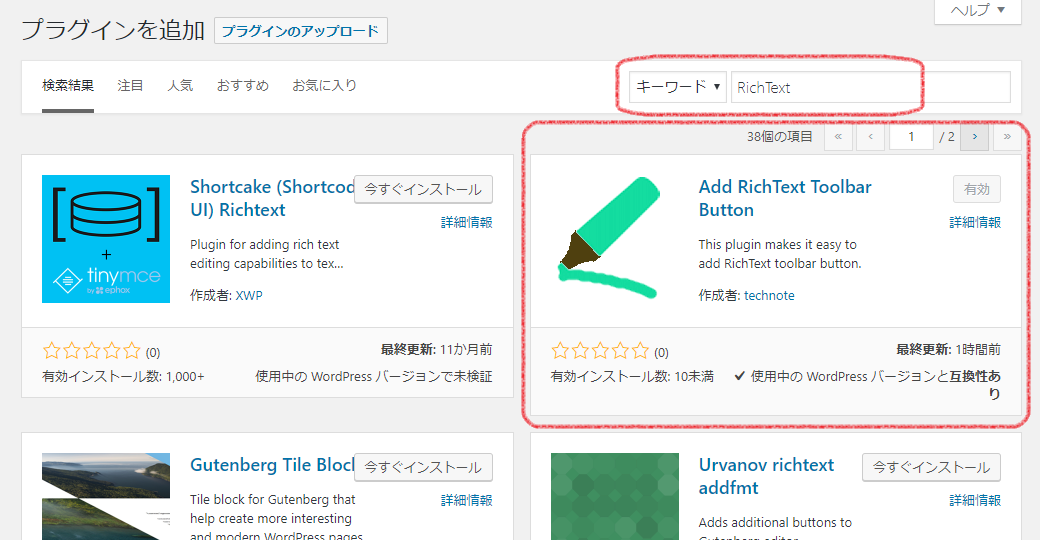 プラグインを追加 プラグインのアップロード
ヘルプ ▼
検索結果 注目 人気 おすすめ お気に入り
キーワード ▼ RichText
38個の項目 « ‹ 1 / 2 › »
Shortcake (Shortcod
UI) Richtext
今すぐインストール
詳細情報
Plugin for adding rich text
editing capabilities to tex...
作成者: XWP
tinymce
by ephox
(0)
最終更新: 11か月前
有効インストール数: 1,000+
使用中の WordPress バージョンで未検証
Add RichText Toolbar
Button
有効
詳細情報
This plugin makes it easy to
add RichText toolbar button.
作成者: technote
(0)
最終更新: 1時間前
有効インストール数: 10未満
✔ 使用中の WordPress バージョンと互換性あ
り
Gutenberg Tile Bloc
今すぐインストール
詳細情報
Tile block for Gutenberg that
help create more interesting
and modern WordPress pages
Urvanov richtext
addfmt
今すぐインストール
詳細情報
Adds additional buttons to
Gutenberg editor